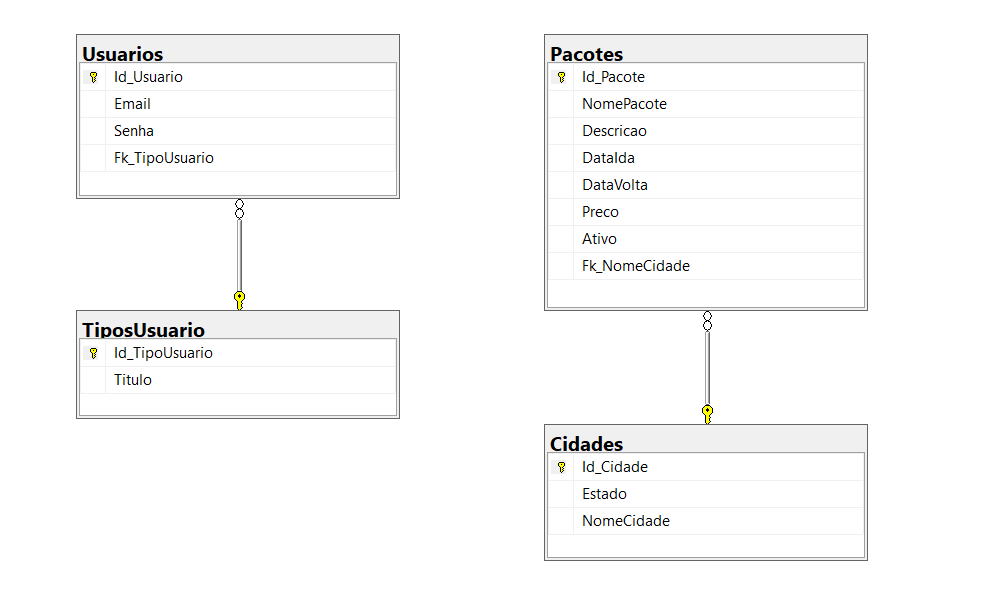 Usuarios
Id_Usuario
Email
Senha
Fk_TipoUsuario
TiposUsuario
Id_TipoUsuario
Titulo
Pacotes
Id_Pacote
NomePacote
Descricao
DataIda
DataVolta
Preco
Ativo
Fk_NomeCidade
Cidades
Id_Cidade
Estado
NomeCidade